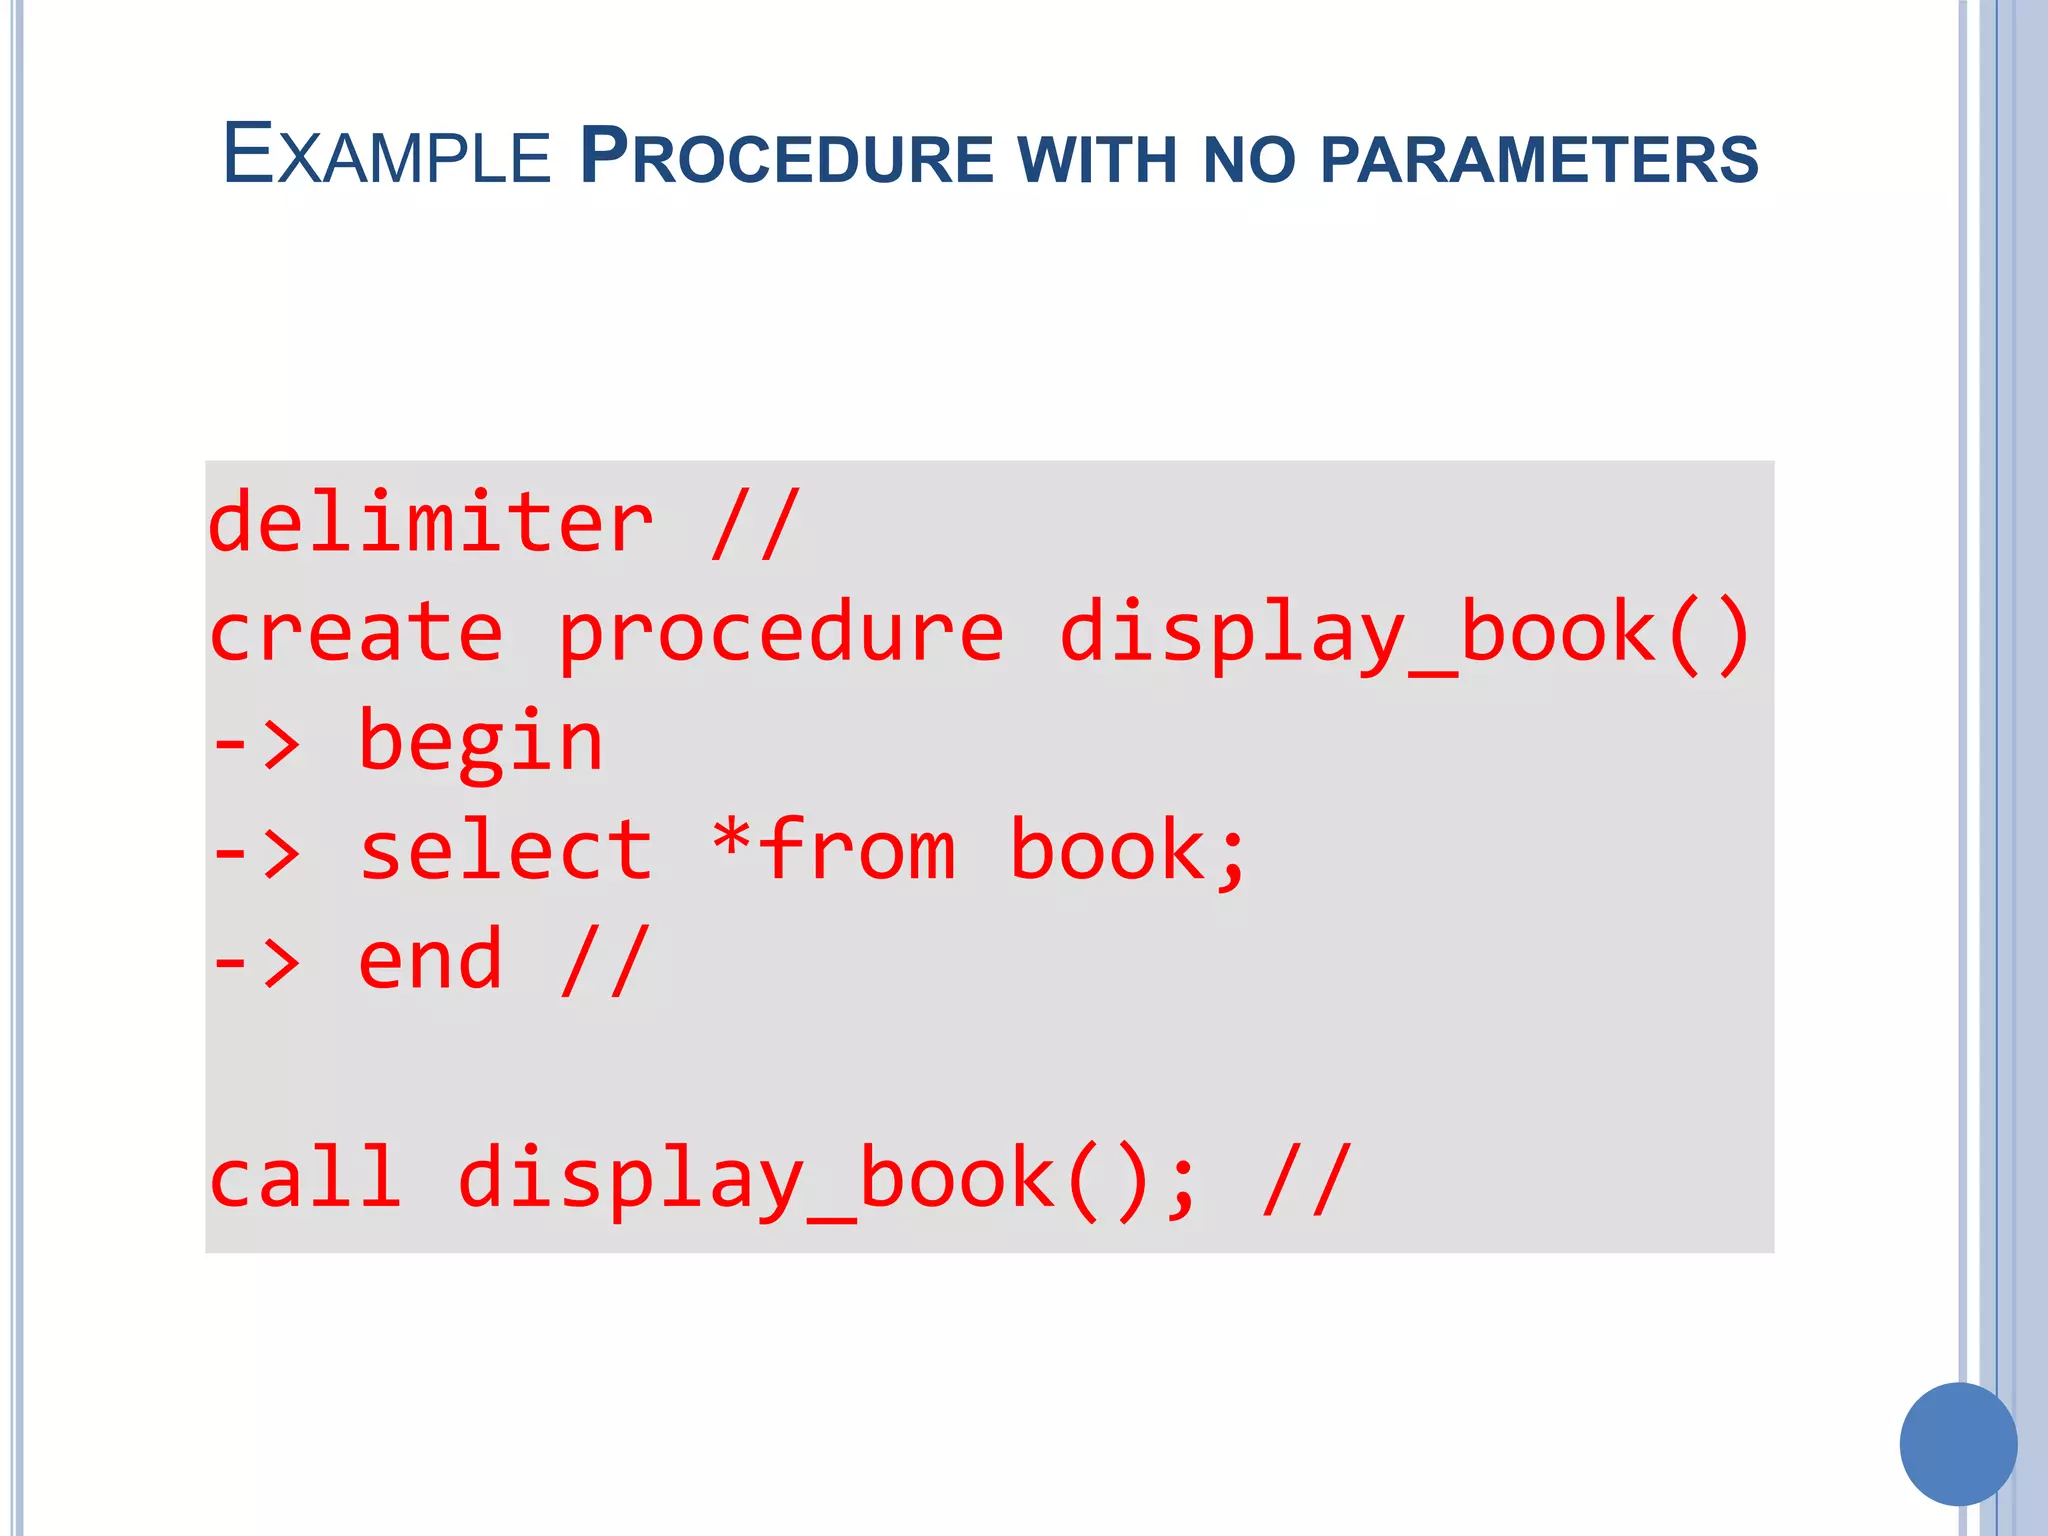 EXAMPLE PROCEDURE WITH NO PARAMETERS
delimiter //
create procedure display_book()
-> begin
-> select *from book;
-> end //
call display_book(); //